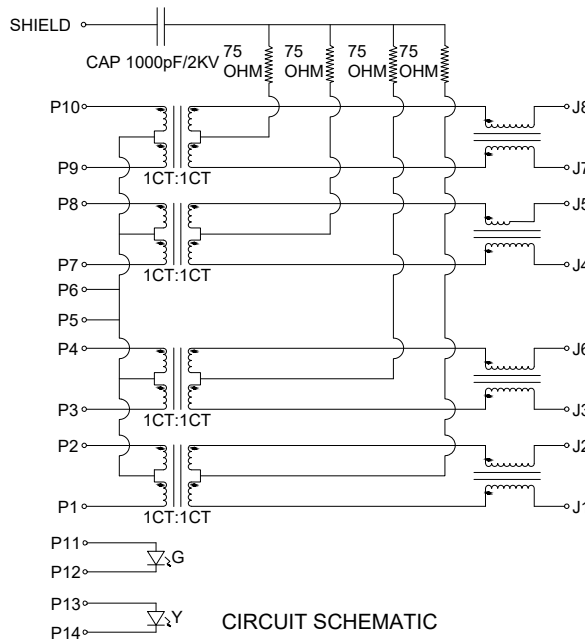 SHIELD
CAP 1000pF/2KV
75 OHM
75 OHM
75 OHM
75 OHM
P10
J8
P9
J7
1CT:1CT
P8
J5
P7
J4
1CT:1CT
P6
P5
P4
J6
P3
J3
1CT:1CT
P2
J2
P1
J1
1CT:1CT
P11
G
P12
P13
Y
P14
CIRCUIT SCHEMATIC